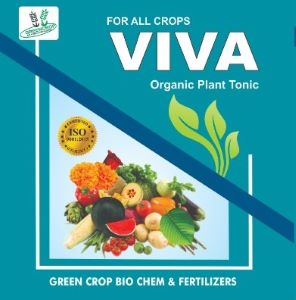 FOR ALL CROPS
VIVA
Organic Plant Tonic
ISO
GREEN CROP BIO CHEM & FERTILIZERS